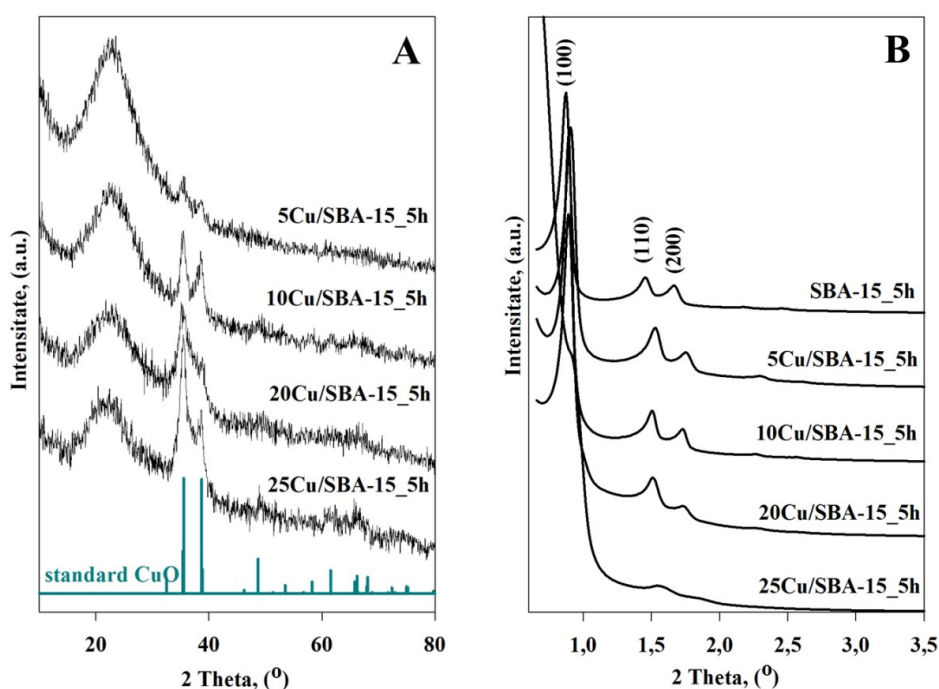 A
Intensitate, (a.u.)
5Cu/SBA-15_5h
10Cu/SBA-15_5h
20Cu/SBA-15_5h
25Cu/SBA-15_5h
standard CuO
20 40 60 80
2 Theta, (°)
B
Intensitate, (a.u.)
(100)
(110)
(200)
SBA-15_5h
5Cu/SBA-15_5h
10Cu/SBA-15_5h
20Cu/SBA-15_5h
25Cu/SBA-15_5h
1,0 1,5 2,0 2,5 3,0 3,5
2 Theta, (°)